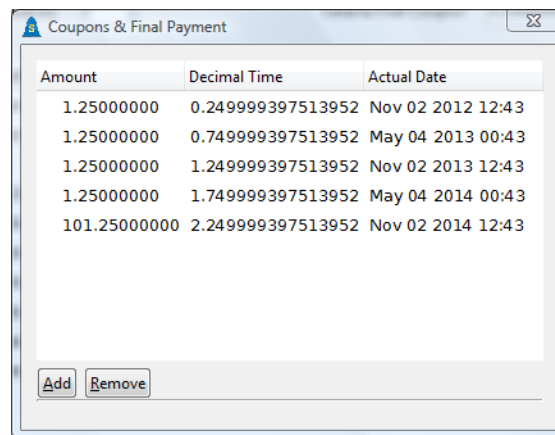 Coupons & Final Payment
Amount Decimal Time Actual Date
1.25000000 0.249999397513952 Nov 02 2012 12:43
1.25000000 0.749999397513952 May 04 2013 00:43
1.25000000 1.249999397513952 Nov 02 2013 12:43
1.25000000 1.749999397513952 May 04 2014 00:43
101.25000000 2.249999397513952 Nov 02 2014 12:43
Add Remove